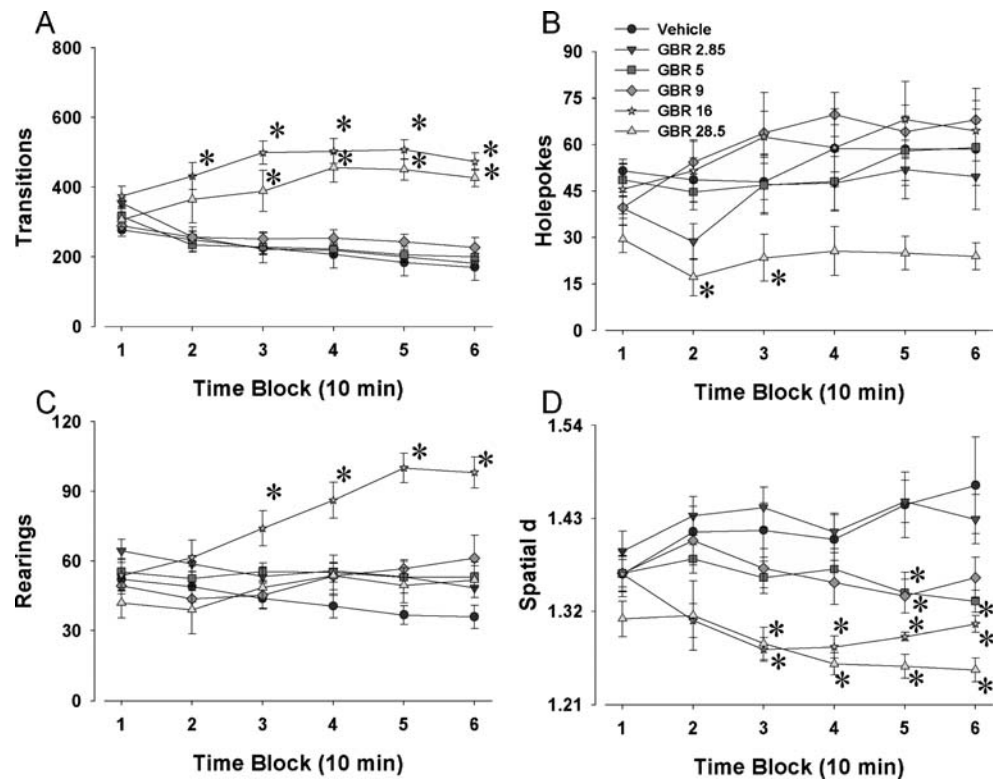 A
800
600
400
200
0
Transitions
1 2 3 4 5 6
Time Block (10 min)
* * * * *
* * * *
B
Vehicle
GBR 2.85
GBR 5
GBR 9
GBR 16
GBR 28.5
90
75
60
45
30
15
0
Holepokes
* *
1 2 3 4 5 6
Time Block (10 min)
C
120
90
60
30
0
Rearings
* * * *
1 2 3 4 5 6
Time Block (10 min)
D
1.54
1.43
1.32
1.21
Spatial d
* * * *
* * * *
* * *
1 2 3 4 5 6
Time Block (10 min)